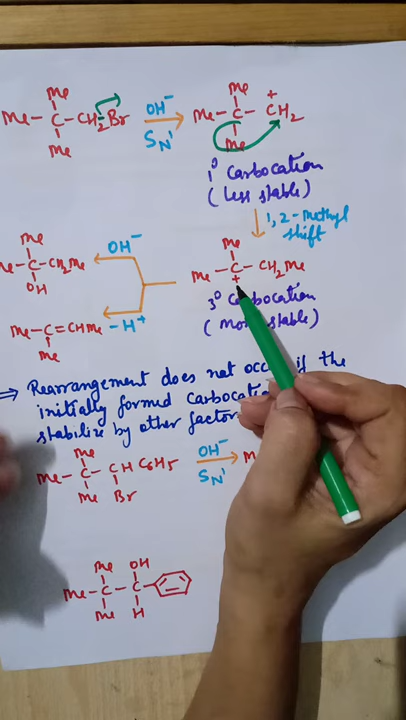 Me
Me
Me-C-CH2-Br
Me
OH-
SN1
Me-C-CH2
+
Me
1° Carbocation
(Less stable)
1,2-Methyl
shift
Me
Me-C-CH2Me
+
3° Carbocation
OH-
Me
Me-C-CH2Me
OH
Me-C=CHMe
Me
-H+
⇒ Rearrangement does not occur if the
initially formed
stabilize by other
Me
Me-C-CH C6H5
Me Br
OH-
SN1
Me OH
Me-C-C-
Me H